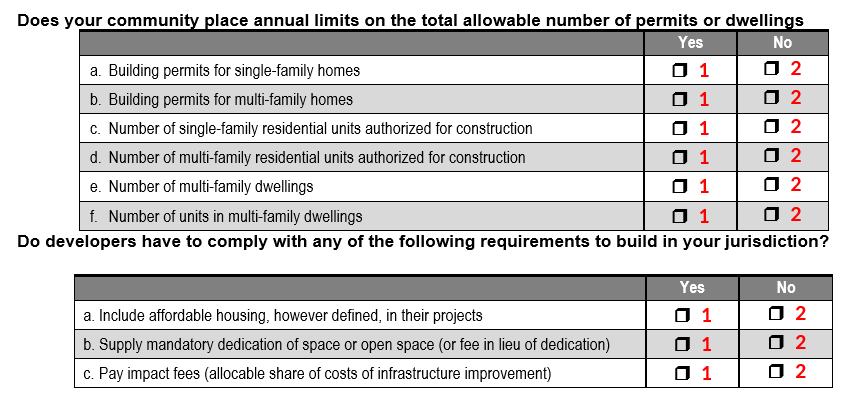 Does your community place annual limits on the total allowable number of permits or dwellings
Yes No
a. Building permits for single-family homes 1 2
b. Building permits for multi-family homes 1 2
c. Number of single-family residential units authorized for construction 1 2
d. Number of multi-family residential units authorized for construction 1 2
e. Number of multi-family dwellings 1 2
f. Number of units in multi-family dwellings 1 2
Do developers have to comply with any of the following requirements to build in your jurisdiction?
Yes No
a. Include affordable housing, however defined, in their projects 1 2
b. Supply mandatory dedication of space or open space (or fee in lieu of dedication) 1 2
c. Pay impact fees (allocable share of costs of infrastructure improvement) 1 2